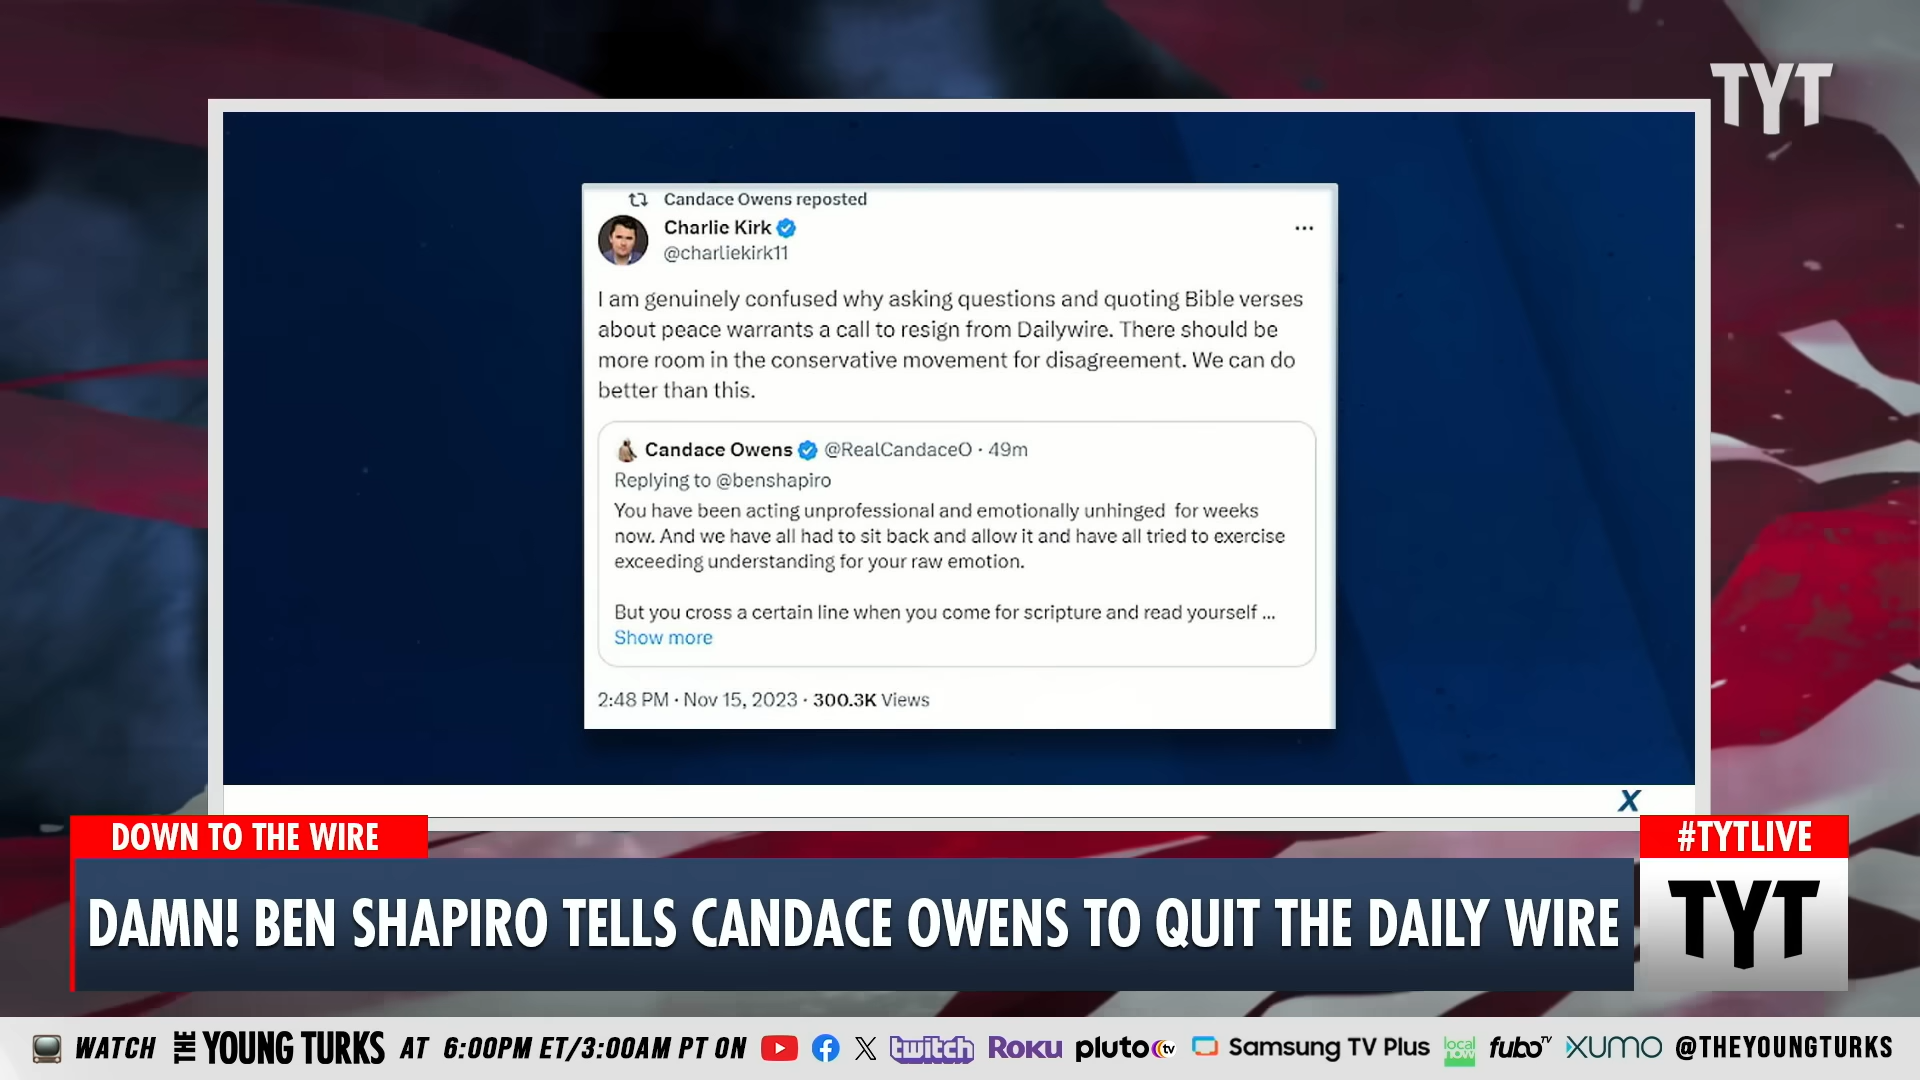 TYT
Candace Owens reposted
Charlie Kirk
@charliekirk11
I am genuinely confused why asking questions and quoting Bible verses
about peace warrants a call to resign from Dailywire. There should be
more room in the conservative movement for disagreement. We can do
better than this.
Candace Owens @RealCandaceO · 49m
Replying to @benshapiro
You have been acting unprofessional and emotionally unhinged for weeks
now. And we have all had to sit back and allow it and have all tried to exercise
exceeding understanding for your raw emotion.
But you cross a certain line when you come for scripture and read yourself ...
Show more
2:48 PM · Nov 15, 2023 · 300.3K Views
X
DOWN TO THE WIRE
#TYTLIVE
DAMN! BEN SHAPIRO TELLS CANDACE OWENS TO QUIT THE DAILY WIRE
TYT
WATCH THE YOUNG TURKS AT 6:00PM ET/3:00AM PT ON X twitch ROKU pluto tv Samsung TV Plus local now fubo TV XUMO @THEYOUNGTURKS